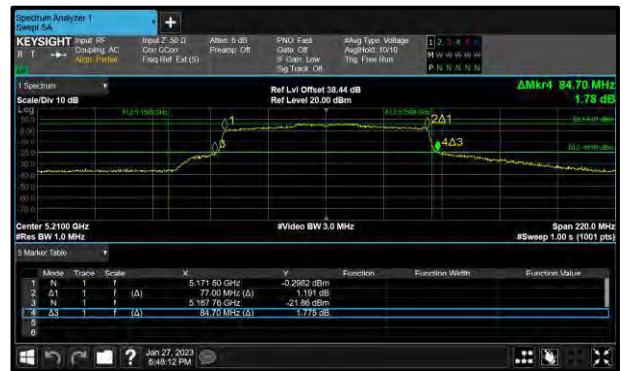 Spectrum Analyzer 1
Swept SA
+
KEYSIGHT Input: RF Input Z: 50 Ω Atten: 6 dB PNO: Fast #Avg Type: Voltage 1 2 3 4 5 6
R T Coupling: AC Corr CCorr Preamp: Off Gate: Off Avg|Hold: 10/10 M W W W W W
Align: Partial Freq Ref: Ext (S) IF Gain: Low Trig: Free Run
Sig Track: Off P N N N N N
1 Spectrum
Scale/Div 10 dB
Ref Lvl Offset 38.44 dB
Ref Level 20.00 dBm
ΔMkr4 84.70 MHz
1.78 dB
Log
10.0
0.00
1
2Δ1
3
4Δ3
Center 5.2100 GHz
#Res BW 1.0 MHz
#Video BW 3.0 MHz
Span 220.0 MHz
#Sweep 1.00 s (1001 pts)
5 Marker Table
Mode Trace Scale X Y Function Function Width Function Value
1 N 1 f 5.171 50 GHz -0.2982 dBm
2 Δ1 1 f (Δ) 77.00 MHz (Δ) 1.191 dB
3 N 1 f 5.167 76 GHz -21.86 dBm
4 Δ3 1 f (Δ) 84.70 MHz (Δ) 1.775 dB
5
6
? Jan 27, 2023
6:48:12 PM